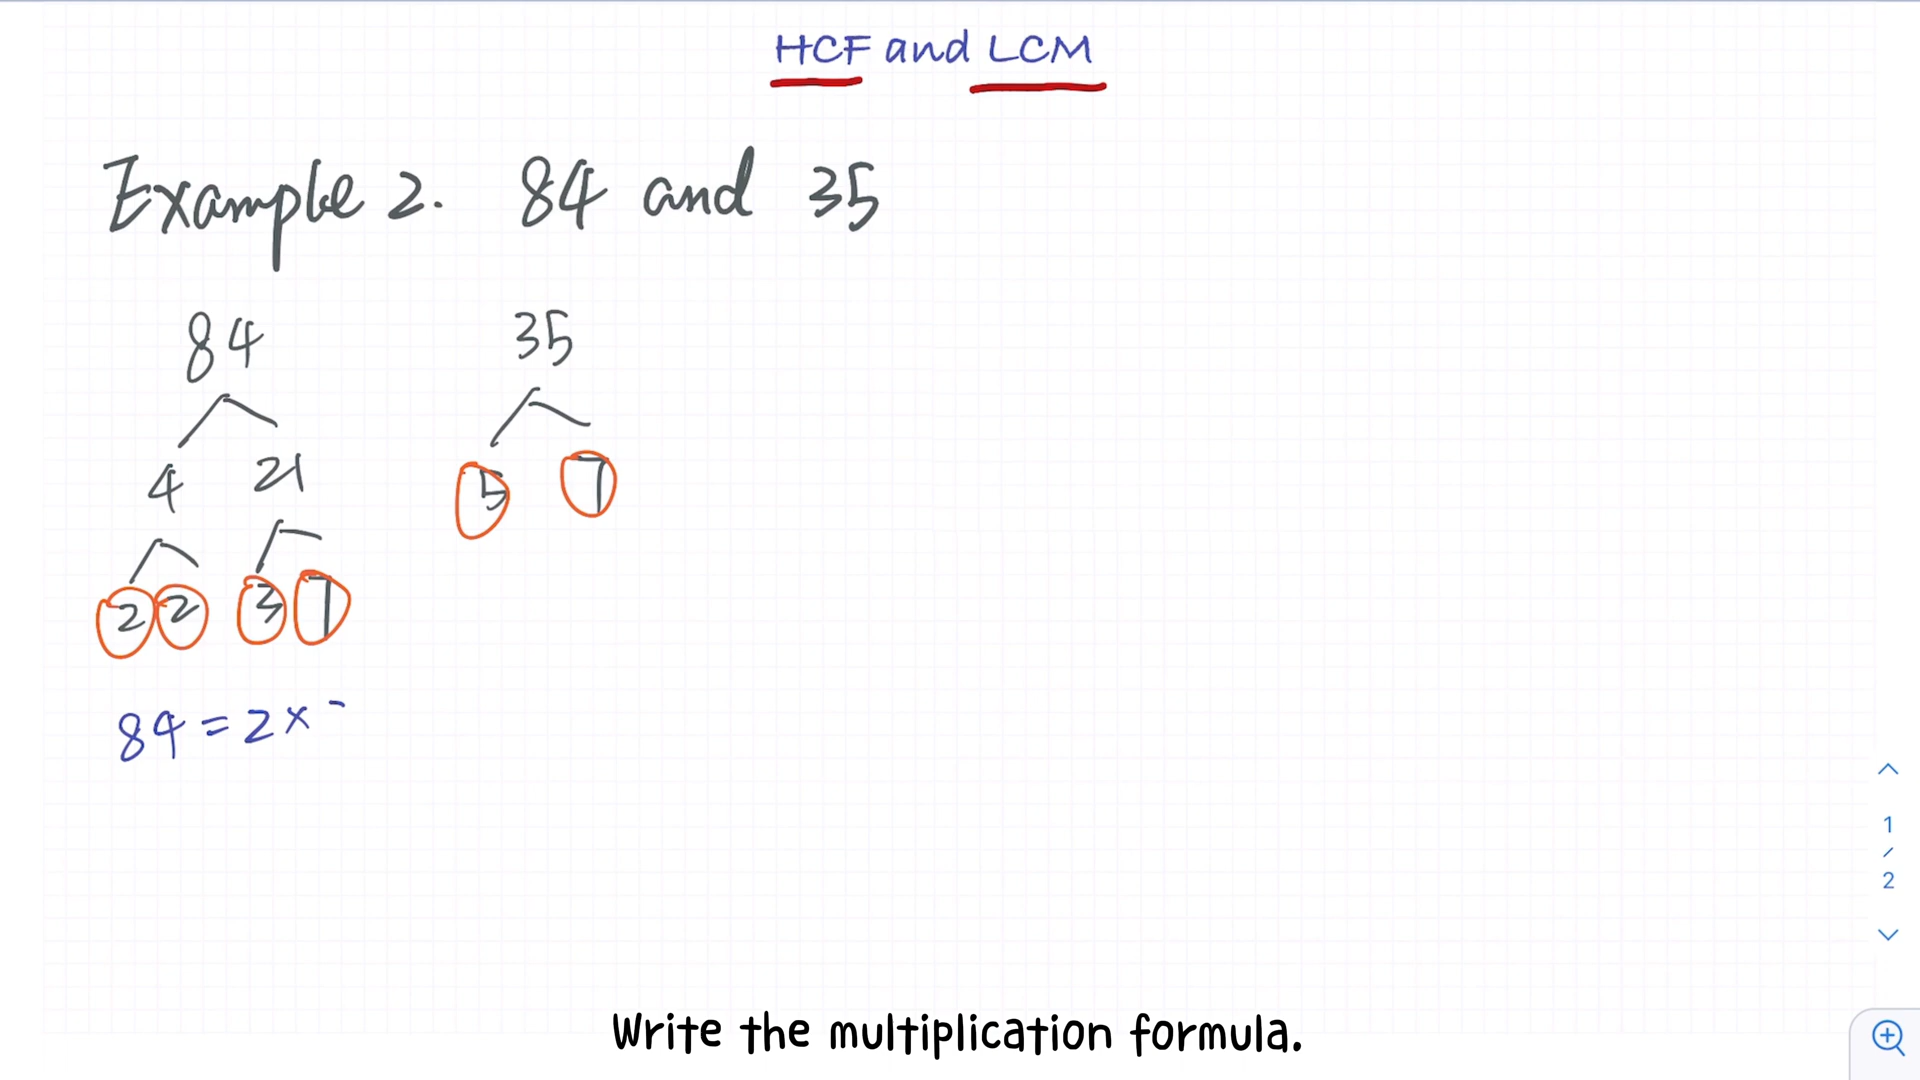 HCF and LCM
Example 2. 84 and 35
84 35
4 21 5 7
2 2 3 7
84 = 2 ×
1
/
2
Write the multiplication formula.